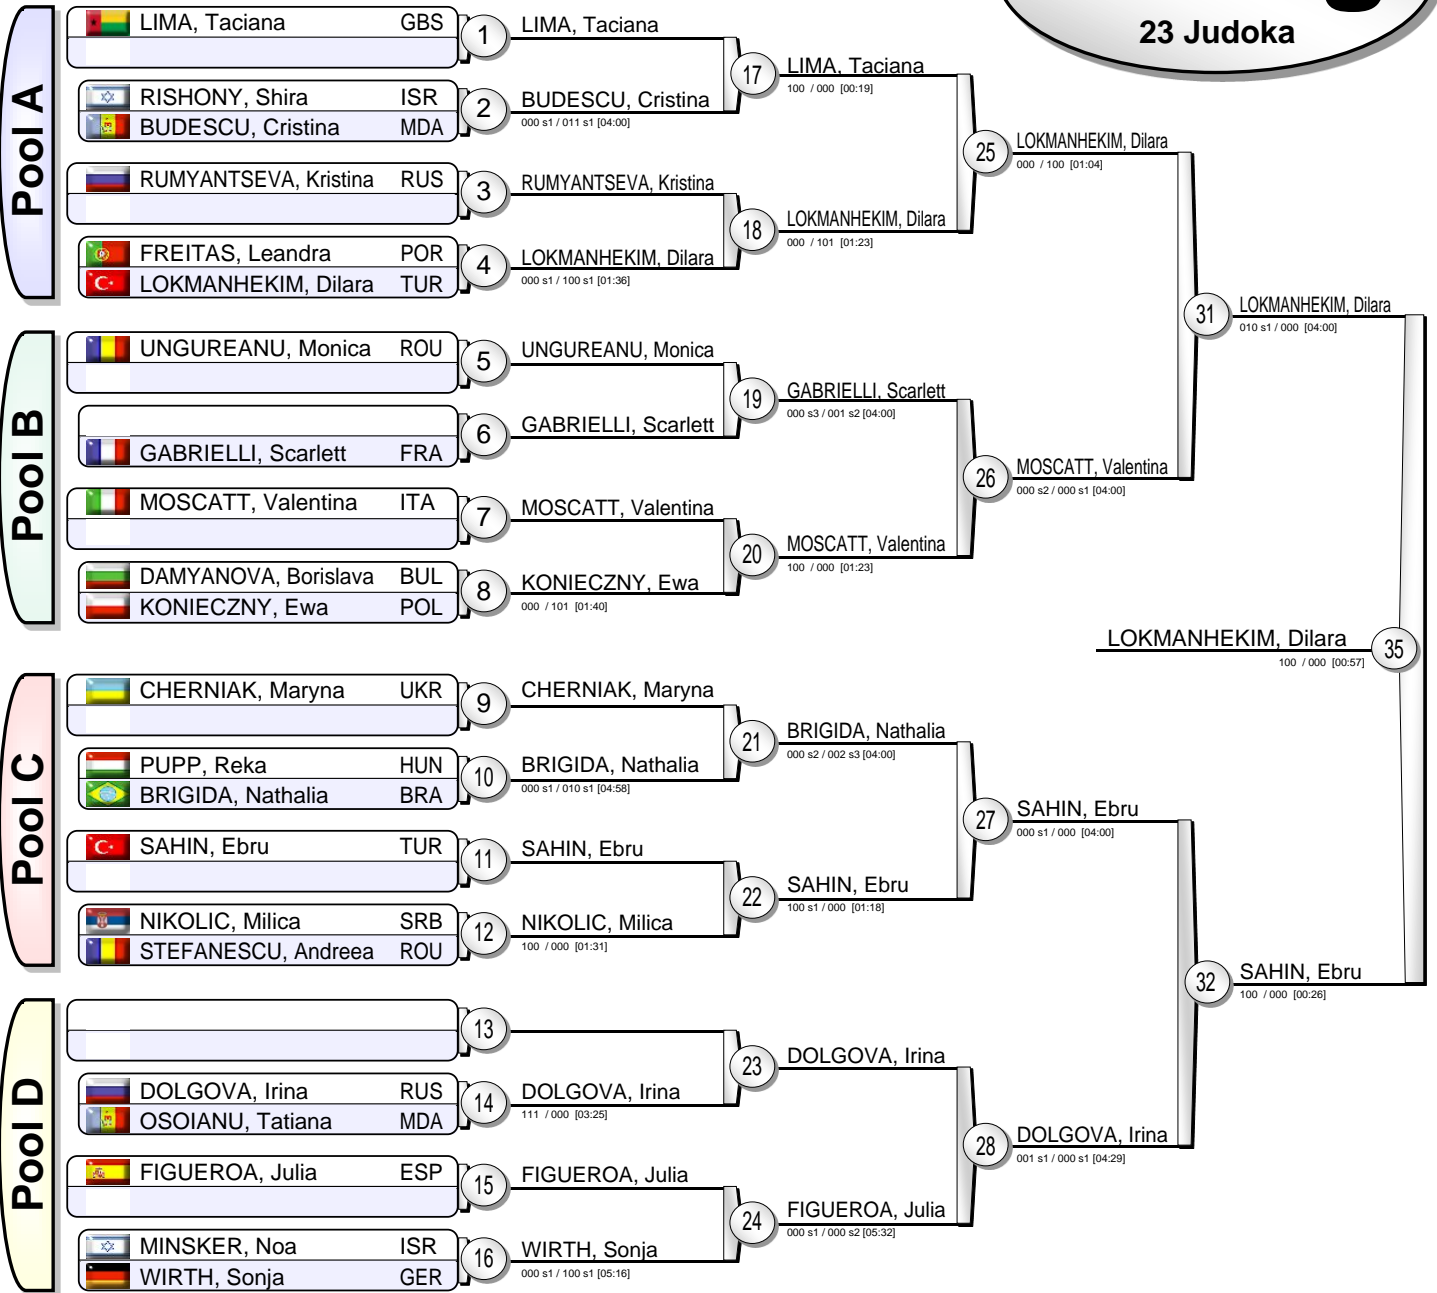 23 Judoka
Pool A
LIMA, Taciana GBS
1
RISHONY, Shira ISR
BUDESCU, Cristina MDA
2
RUMYANTSEVA, Kristina RUS
3
FREITAS, Leandra POR
LOKMANHEKIM, Dilara TUR
4
Pool B
UNGUREANU, Monica ROU
5
GABRIELLI, Scarlett FRA
6
MOSCATT, Valentina ITA
7
DAMYANOVA, Borislava BUL
KONIECZNY, Ewa POL
8
Pool C
CHERNIAK, Maryna UKR
9
PUPP, Reka HUN
BRIGIDA, Nathalia BRA
10
SAHIN, Ebru TUR
11
NIKOLIC, Milica SRB
STEFANESCU, Andreea ROU
12
Pool D
13
DOLGOVA, Irina RUS
OSOIANU, Tatiana MDA
14
FIGUEROA, Julia ESP
15
MINSKER, Noa ISR
WIRTH, Sonja GER
16
LIMA, Taciana
BUDESCU, Cristina
000 s1 / 011 s1 [04:00]
17
RUMYANTSEVA, Kristina
LOKMANHEKIM, Dilara
000 s1 / 100 s1 [01:36]
18
UNGUREANU, Monica
GABRIELLI, Scarlett
19
MOSCATT, Valentina
KONIECZNY, Ewa
000 / 101 [01:40]
20
CHERNIAK, Maryna
BRIGIDA, Nathalia
000 s1 / 010 s1 [04:58]
21
SAHIN, Ebru
NIKOLIC, Milica
100 / 000 [01:31]
22
DOLGOVA, Irina
111 / 000 [03:25]
23
FIGUEROA, Julia
WIRTH, Sonja
000 s1 / 100 s1 [05:16]
24
LIMA, Taciana
100 / 000 [00:19]
LOKMANHEKIM, Dilara
000 / 101 [01:23]
25
GABRIELLI, Scarlett
000 s3 / 001 s2 [04:00]
MOSCATT, Valentina
100 / 000 [01:23]
26
BRIGIDA, Nathalia
000 s2 / 002 s3 [04:00]
SAHIN, Ebru
100 s1 / 000 [01:18]
27
DOLGOVA, Irina
FIGUEROA, Julia
000 s1 / 000 s2 [05:32]
28
LOKMANHEKIM, Dilara
000 / 100 [01:04]
MOSCATT, Valentina
000 s2 / 000 s1 [04:00]
31
SAHIN, Ebru
000 s1 / 000 [04:00]
DOLGOVA, Irina
001 s1 / 000 s1 [04:29]
32
LOKMANHEKIM, Dilara
010 s1 / 000 [04:00]
SAHIN, Ebru
100 / 000 [00:26]
LOKMANHEKIM, Dilara
100 / 000 [00:57]
35